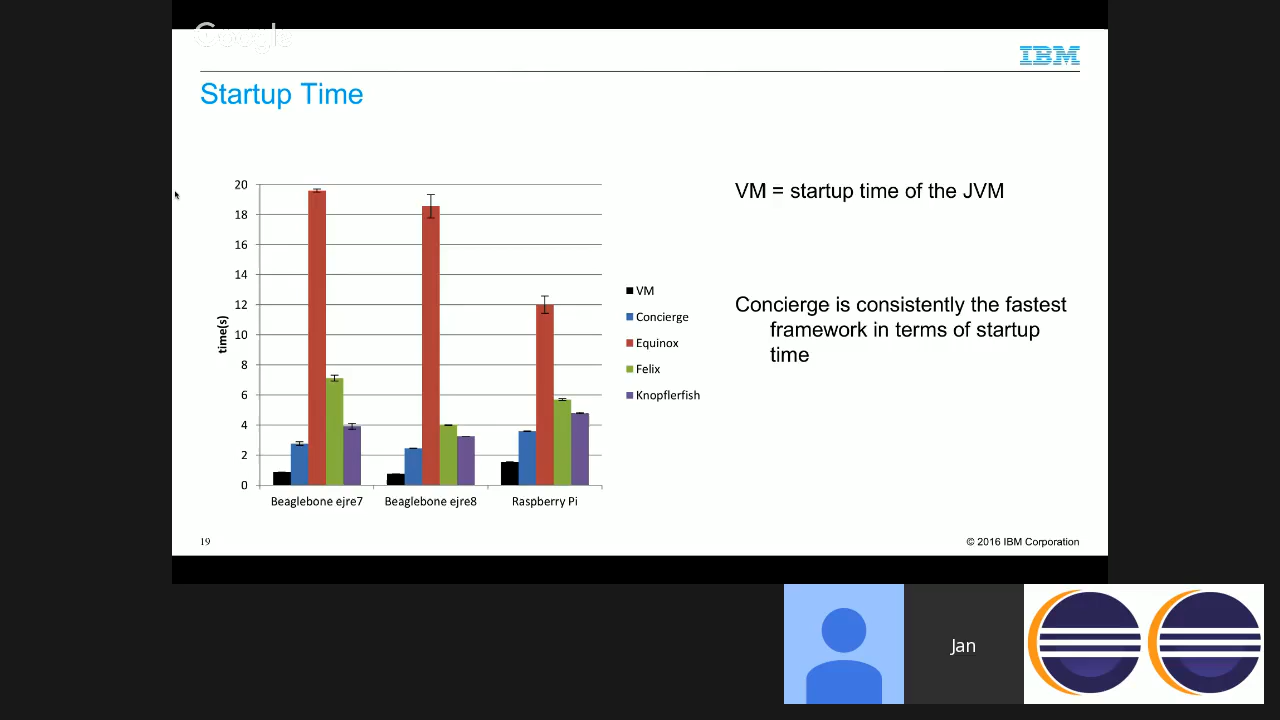 Google
IBM
Startup Time
20
18
16
14
12
10
8
6
4
2
0
time(s)
Beaglebone ejre7
Beaglebone ejre8
Raspberry Pi
VM
Concierge
Equinox
Felix
Knopflerfish
VM = startup time of the JVM
Concierge is consistently the fastest
framework in terms of startup
time
19
© 2016 IBM Corporation
Jan